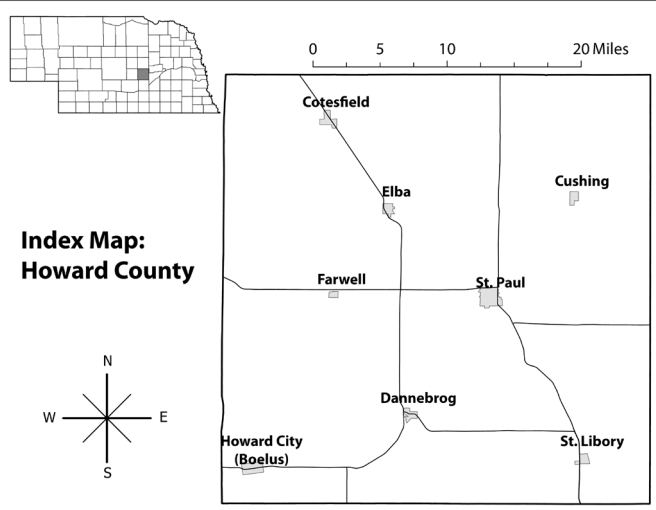 0 5 10 20 Miles
Cotesfield
Cushing
Elba
Index Map:
Howard County
Farwell
St. Paul
N
W E
S
Dannebrog
Howard City
(Boelus)
St. Libory